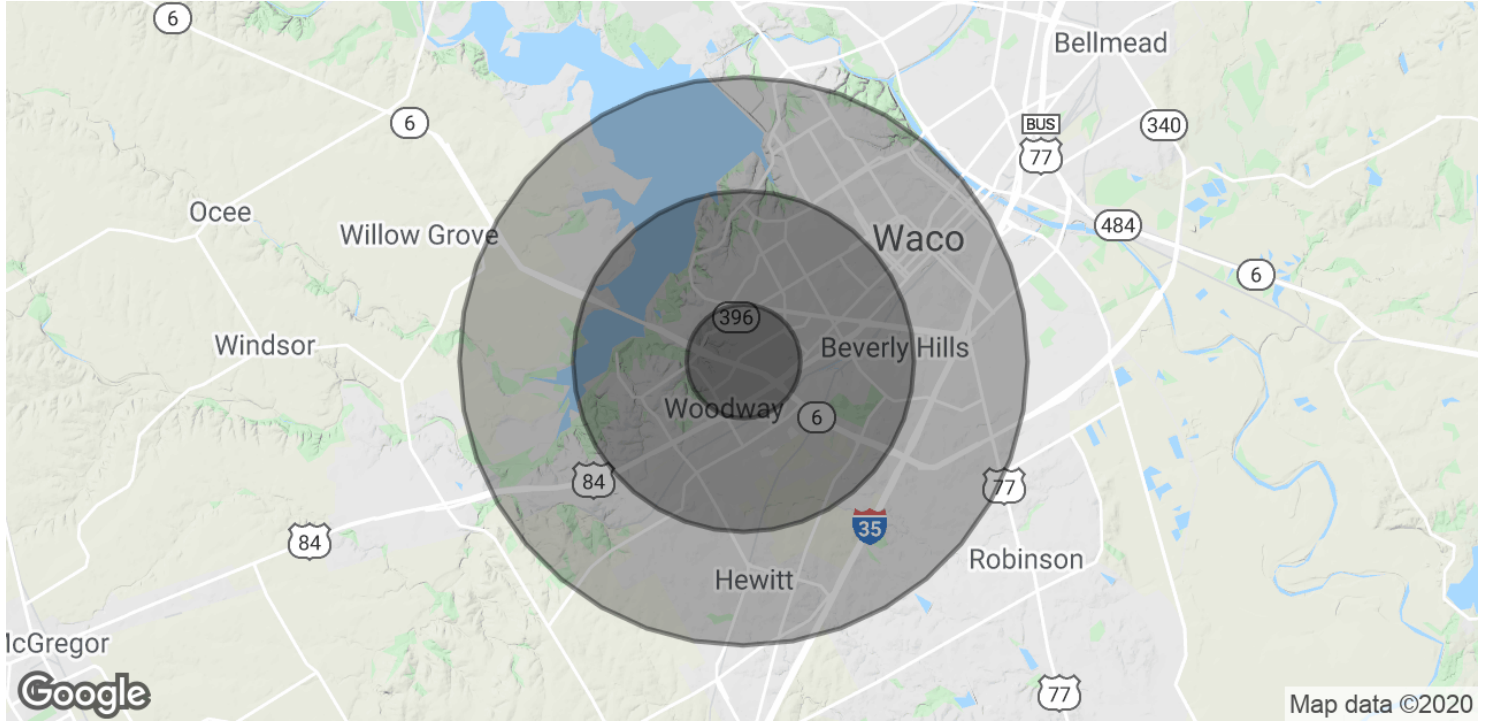 6
Bellmead
6
BUS
77
340
Ocee
Willow Grove
Waco
484
6
396
Windsor
Beverly Hills
Woodway
6
84
77
35
84
Hewitt
Robinson
McGregor
77
Google
Map data ©2020